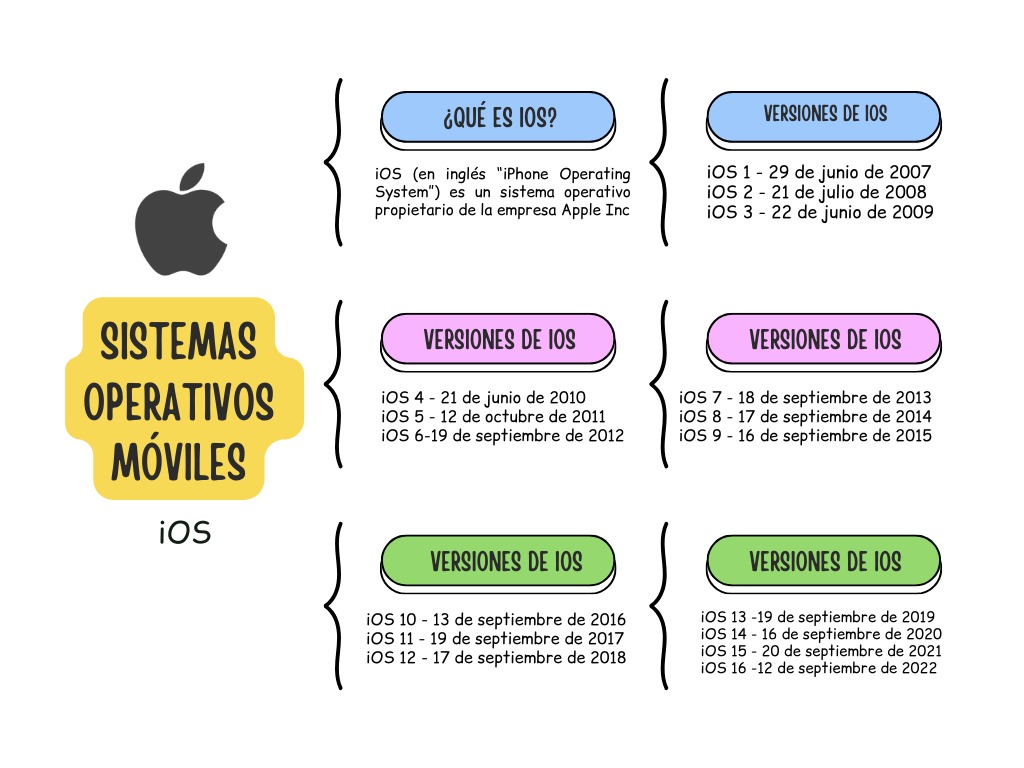 SISTEMAS
OPERATIVOS
MÓVILES
iOS
¿QUÉ ES IOS?
iOS (en inglés "iPhone Operating
System") es un sistema operativo
propietario de la empresa Apple Inc
VERSIONES DE IOS
iOS 1 - 29 de junio de 2007
iOS 2 - 21 de julio de 2008
iOS 3 - 22 de junio de 2009
VERSIONES DE IOS
iOS 4 - 21 de junio de 2010
iOS 5 - 12 de octubre de 2011
iOS 6-19 de septiembre de 2012
VERSIONES DE IOS
iOS 7 - 18 de septiembre de 2013
iOS 8 - 17 de septiembre de 2014
iOS 9 - 16 de septiembre de 2015
VERSIONES DE IOS
iOS 10 - 13 de septiembre de 2016
iOS 11 - 19 de septiembre de 2017
iOS 12 - 17 de septiembre de 2018
VERSIONES DE IOS
iOS 13 -19 de septiembre de 2019
iOS 14 - 16 de septiembre de 2020
iOS 15 - 20 de septiembre de 2021
iOS 16 -12 de septiembre de 2022